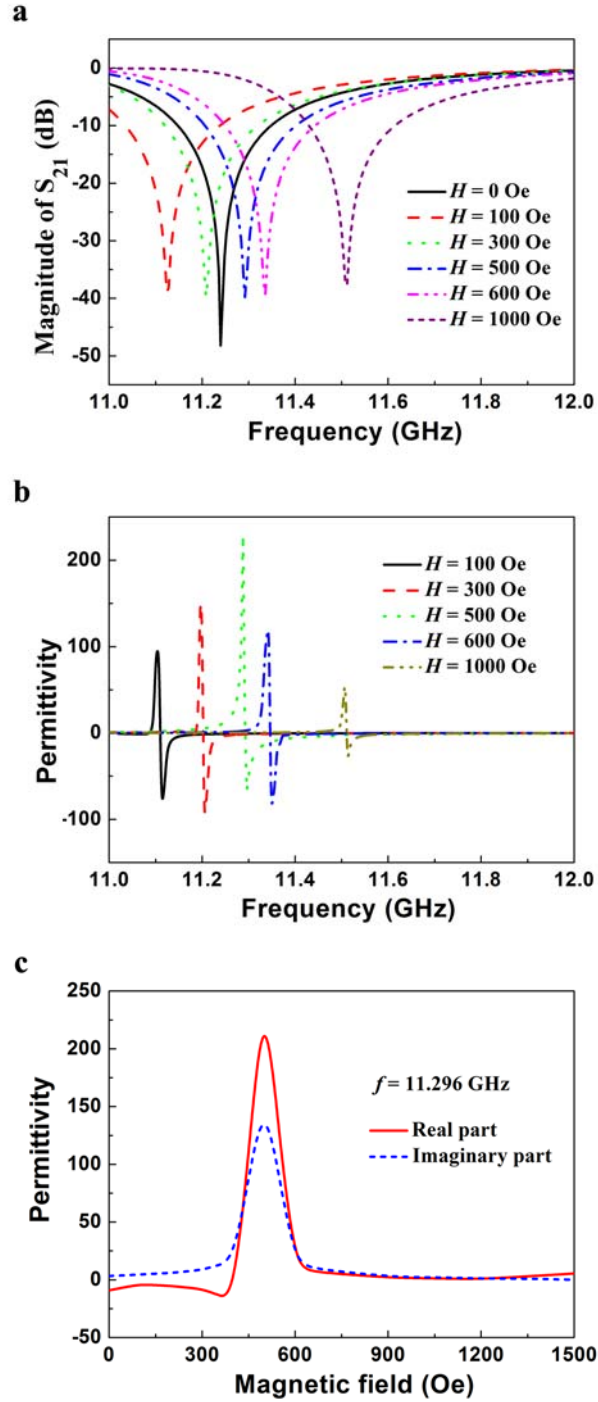 a
0
-10
-20
-30
-40
-50
Magnitude of S21 (dB)
H = 0 Oe
H = 100 Oe
H = 300 Oe
H = 500 Oe
H = 600 Oe
H = 1000 Oe
11.0 11.2 11.4 11.6 11.8 12.0
Frequency (GHz)
b
200
100
0
-100
Permittivity
H = 100 Oe
H = 300 Oe
H = 500 Oe
H = 600 Oe
H = 1000 Oe
11.0 11.2 11.4 11.6 11.8 12.0
Frequency (GHz)
c
250
200
150
100
50
0
-50
Permittivity
f = 11.296 GHz
Real part
Imaginary part
0 300 600 900 1200 1500
Magnetic field (Oe)